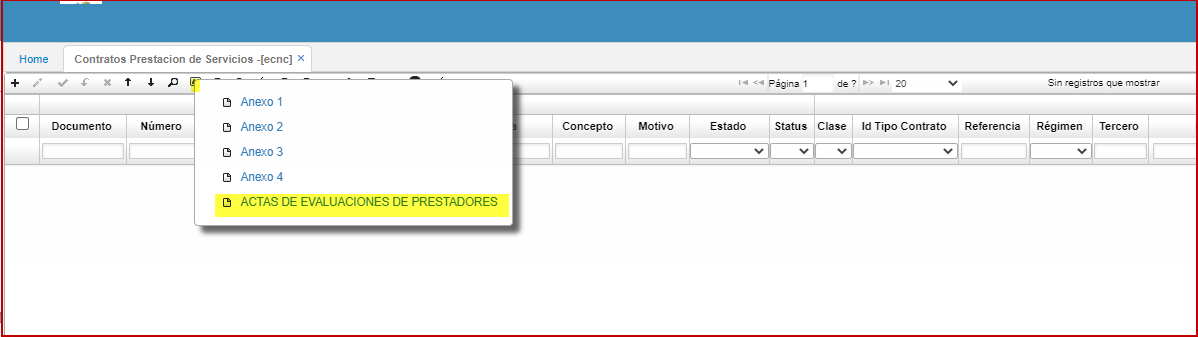 Home
Contratos Prestacion de Servicios -[ecnc] ×
Página 1 de ? 20 Sin registros que mostrar
Anexo 1
Anexo 2
Anexo 3
Anexo 4
ACTAS DE EVALUACIONES DE PRESTADORES
Documento Número Concepto Motivo Estado Status Clase Id Tipo Contrato Referencia Régimen Tercero